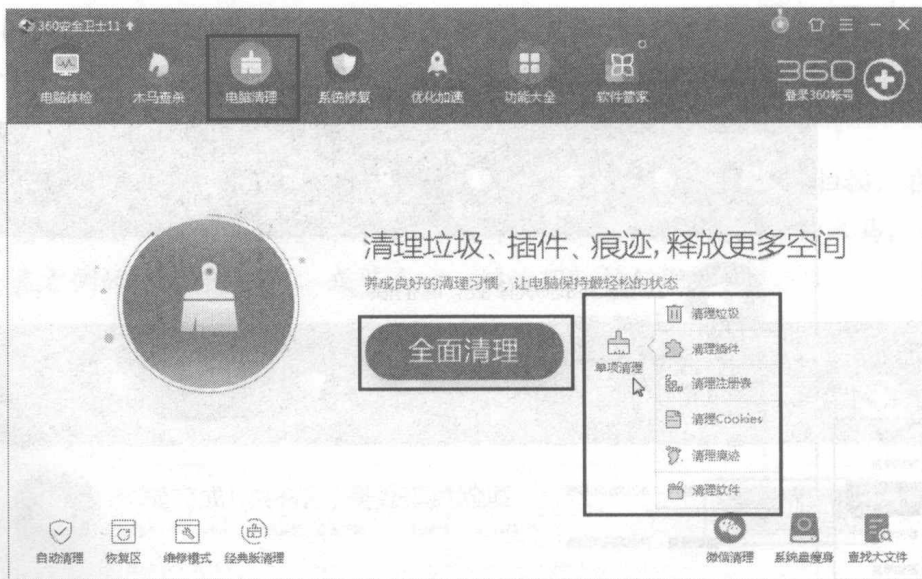 360安全卫士11
电脑体检 木马查杀 电脑清理 系统修复 优化加速 功能大全 软件管家
360
登录360帐号
清理垃圾、插件、痕迹,释放更多空间
养成良好的清理习惯，让电脑保持最轻松的状态
全面清理
单项清理
清理垃圾
清理插件
清理注册表
清理Cookies
清理痕迹
清理软件
自动清理 恢复区 维修模式 经典版清理 微信清理 系统盘瘦身 查找大文件